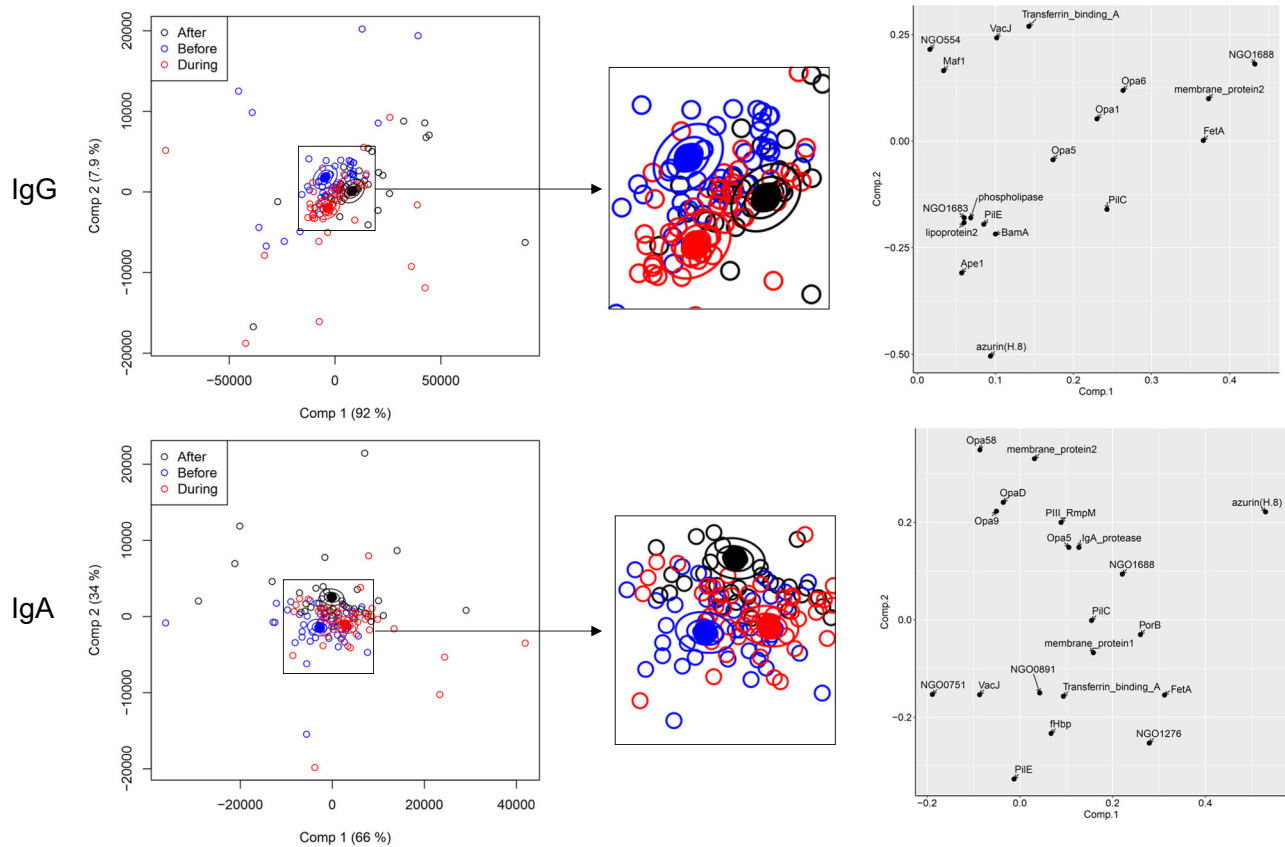 IgG
20000
10000
0
−10000
−20000
Comp 2 (7.9 %)
After
Before
During
−50000
0
50000
Comp 1 (92 %)
Transferrin_binding_A
VacJ
NGO554
NGO1688
Maf1
Opa6
membrane_protein2
Opa1
FetA
Opa5
phospholipase
NGO1683
PilE
PilC
lipoprotein2
BamA
Ape1
azurin(H.8)
0.25
0.00
−0.25
−0.50
Comp.2
0.0
0.1
0.2
0.3
0.4
Comp.1
IgA
20000
10000
0
−10000
−20000
Comp 2 (34 %)
After
Before
During
−20000
0
20000
40000
Comp 1 (66 %)
Opa58
membrane_protein2
OpaD
azurin(H.8)
Opa9
PIII_RmpM
Opa5
IgA_protease
NGO1688
PilC
PorB
membrane_protein1
NGO0891
NGO0751
VacJ
Transferrin_binding_A
FetA
fHbp
NGO1276
PilE
0.2
0.0
−0.2
Comp.2
−0.2
0.0
0.2
0.4
Comp.1